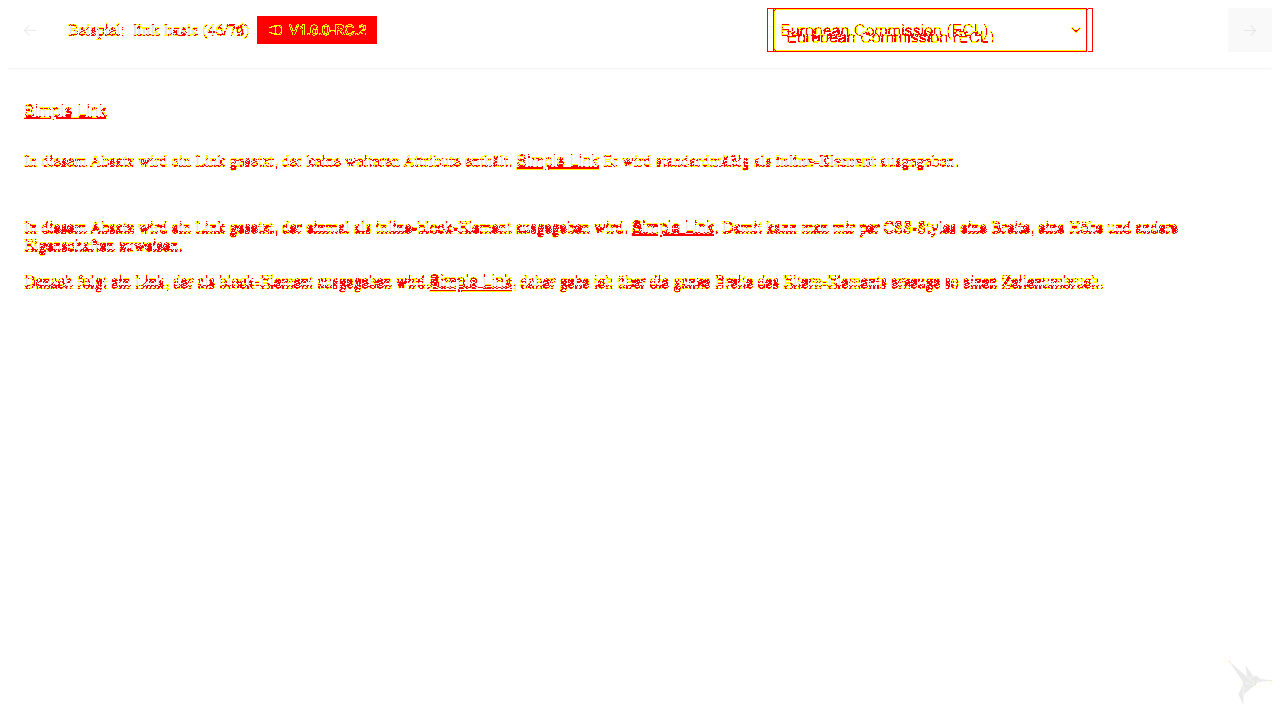 Beispiel: link basic (46/76)
V1.6.0-RC.2
European Commission (ECL)
European Commission (ECL)
Simple Link
In diesem Absatz wird ein Link gesetzt, der keine weiteren Attribute enthält. Simple Link Er wird standardmäßig als inline-Element ausgegeben.
In diesem Absatz wird ein Link gesetzt, der einmal als inline-block-Element ausgegeben wird. Simple Link. Damit kann man mir per CSS-Styles eine Breite, eine Höhe und andere
Eigenschaften zuweisen.
Danach folgt ein Link, der als block-Element ausgegeben wird.Simple Link, daher gehe ich über die ganze Breite des Eltern-Elements erzeuge so einen Zeilenumbruch.